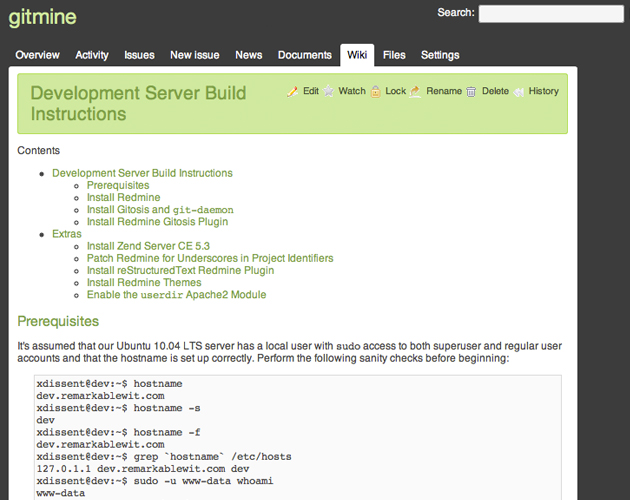 gitmine
Search:
Overview Activity Issues New issue News Documents Wiki Files Settings
Development Server Build
Instructions
Edit Watch Lock Rename Delete History
Contents
Development Server Build Instructions
Prerequisites
Install Redmine
Install Gitosis and git-daemon
Install Redmine Gitosis Plugin
Extras
Install Zend Server CE 5.3
Patch Redmine for Underscores in Project Identifiers
Install reStructuredText Redmine Plugin
Install Redmine Themes
Enable the userdir Apache2 Module
Prerequisites
It's assumed that our Ubuntu 10.04 LTS server has a local user with sudo access to both superuser and regular user
accounts and that the hostname is set up correctly. Perform the following sanity checks before beginning:
xdissent@dev:~$ hostname
dev.remarkablewit.com
xdissent@dev:~$ hostname -s
dev
xdissent@dev:~$ hostname -f
dev.remarkablewit.com
xdissent@dev:~$ grep `hostname` /etc/hosts
127.0.1.1 dev.remarkablewit.com dev
xdissent@dev:~$ sudo -u www-data whoami
www-data